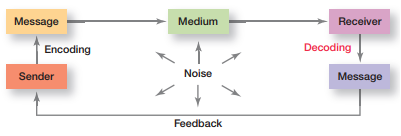 Message
Medium
Receiver
Encoding
Decoding
Sender
Noise
Message
Feedback